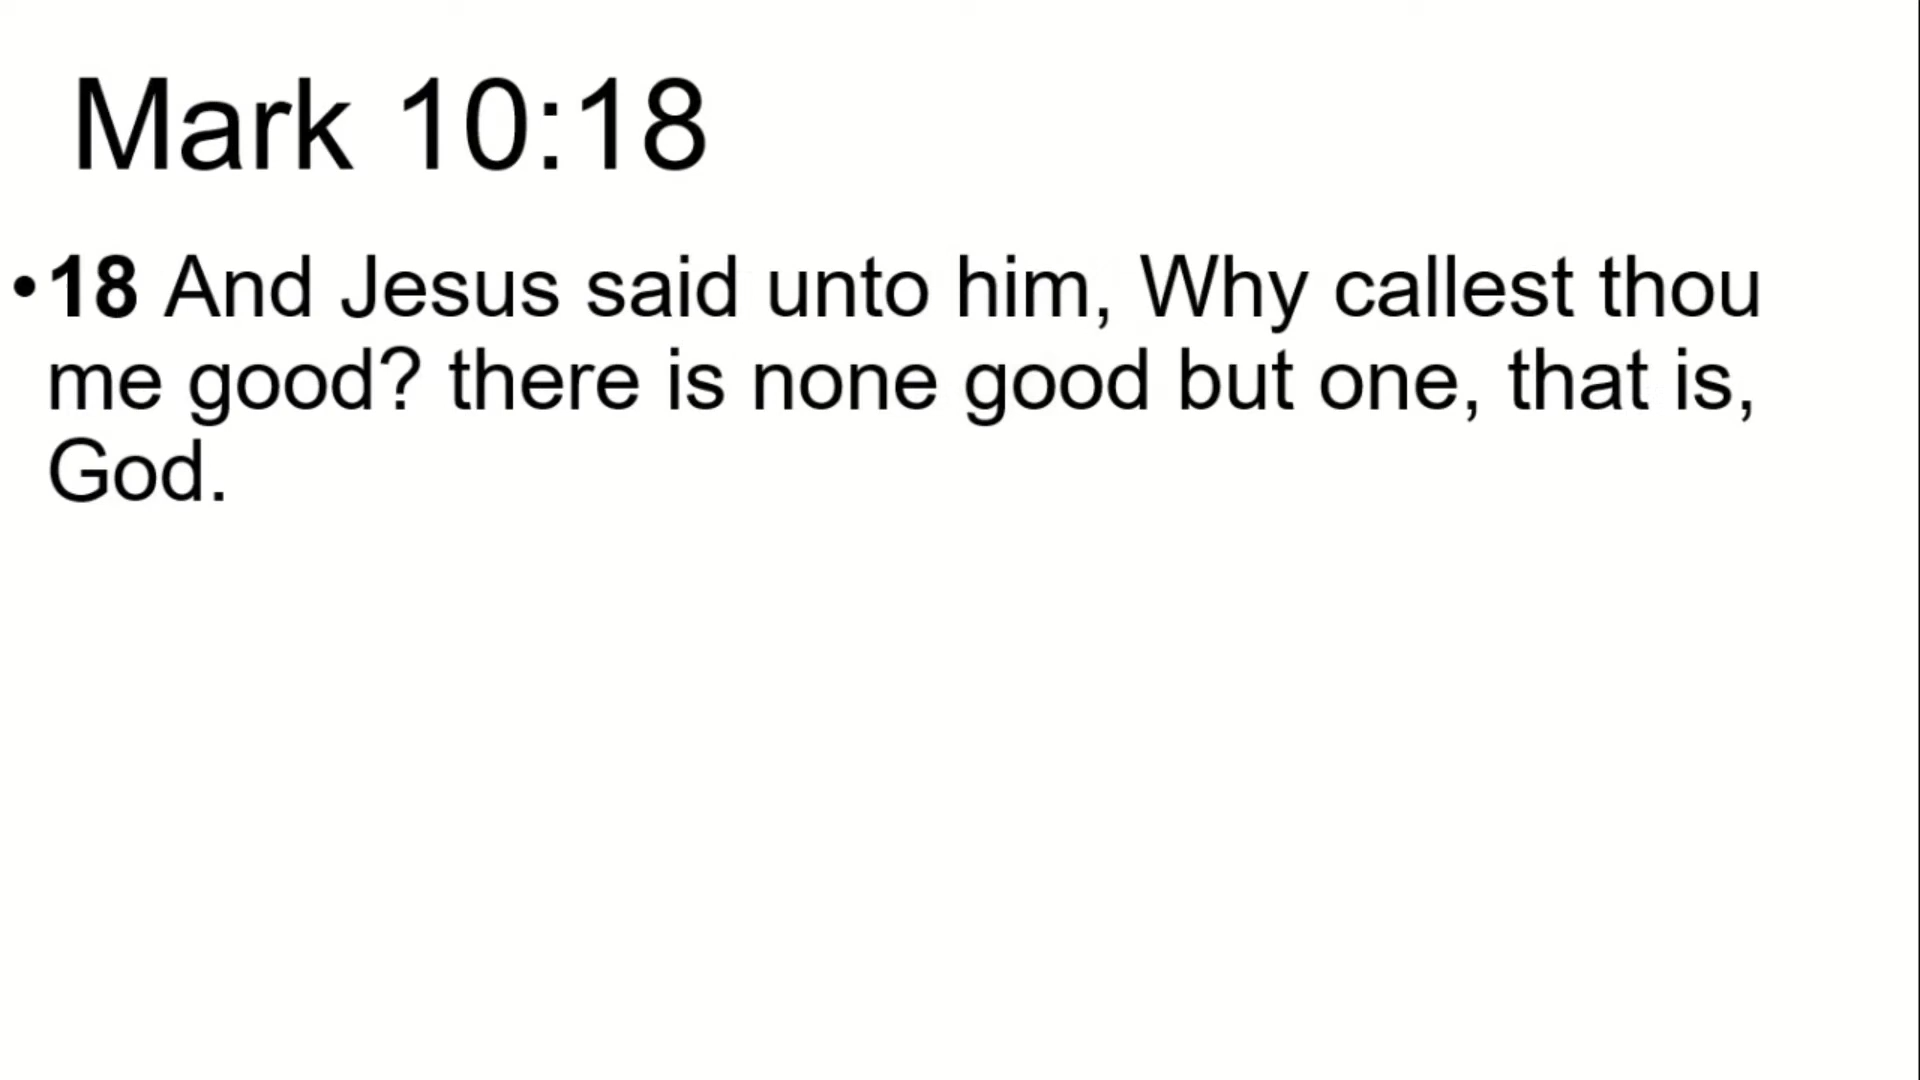 Mark 10:18
•18 And Jesus said unto him, Why callest thou
me good? there is none good but one, that is,
God.